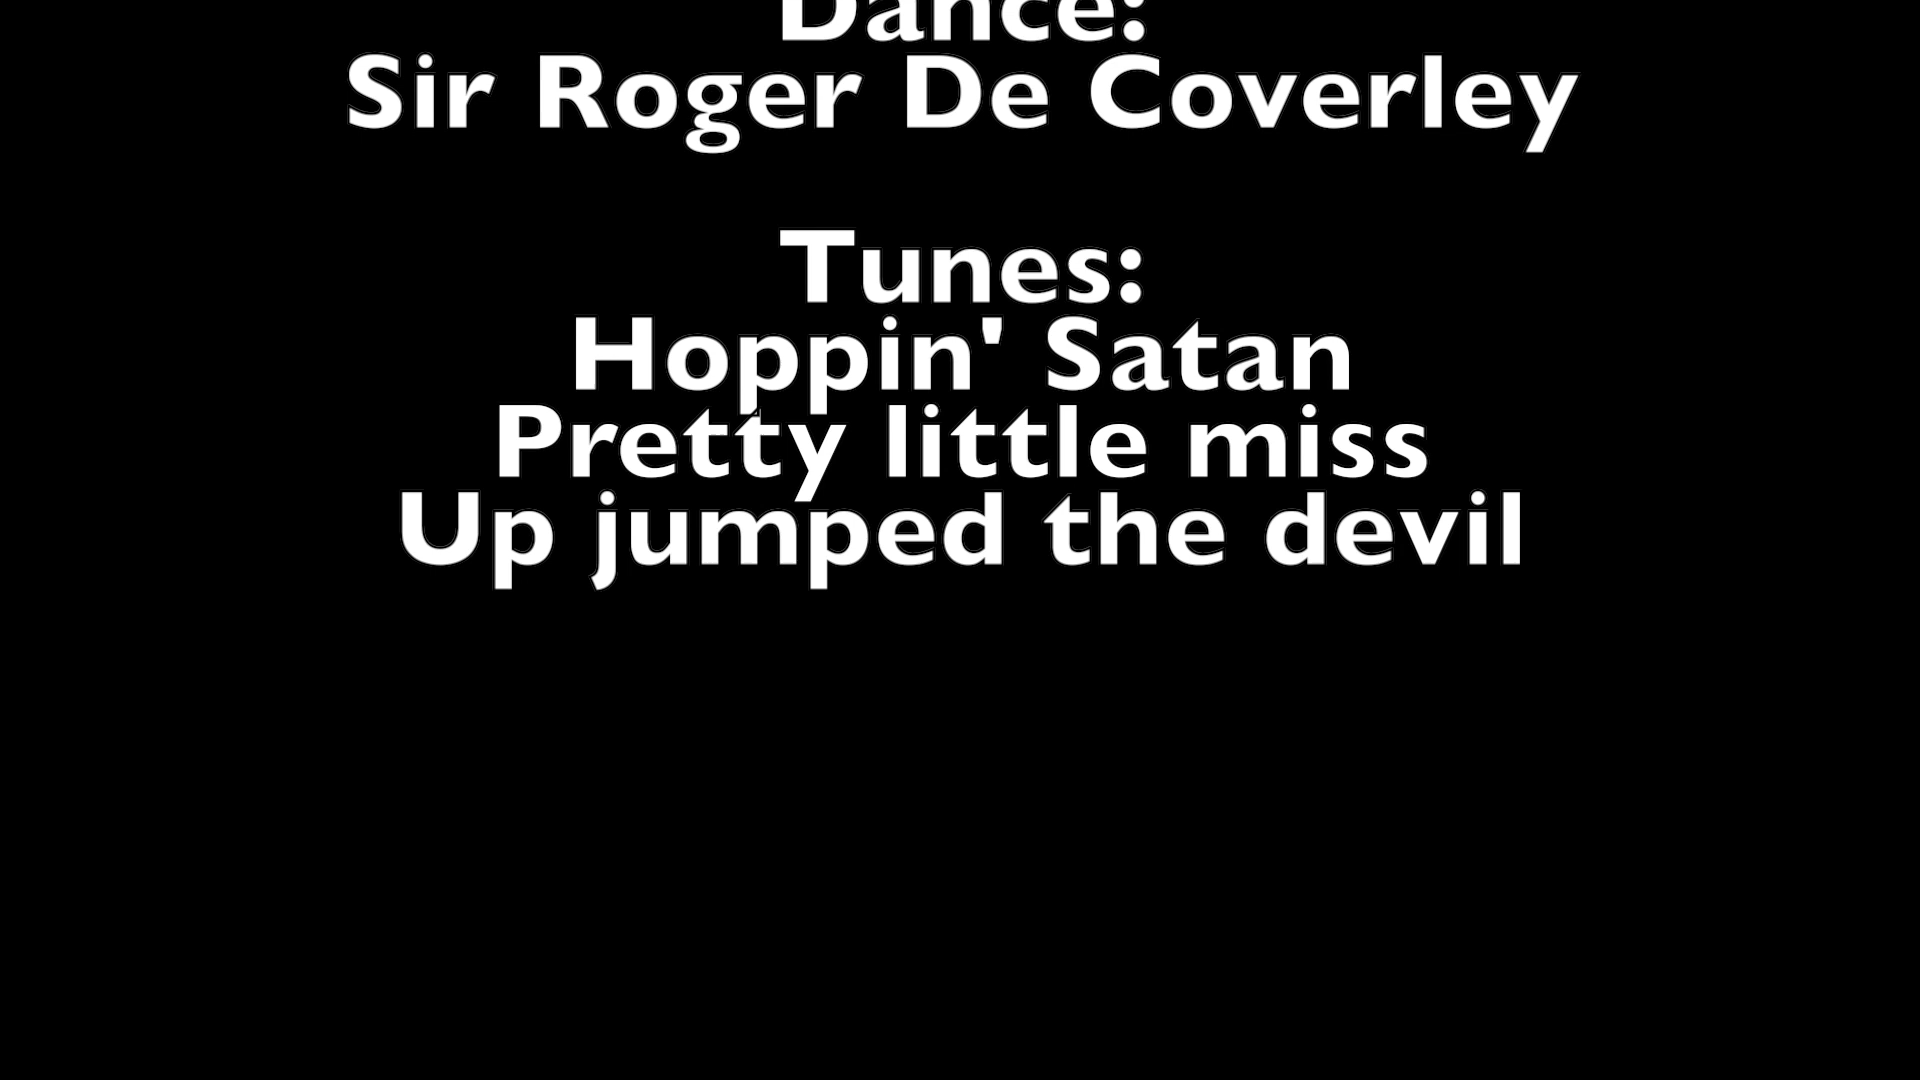 Dance:
Sir Roger De Coverley
Tunes:
Hoppin' Satan
Pretty little miss
Up jumped the devil